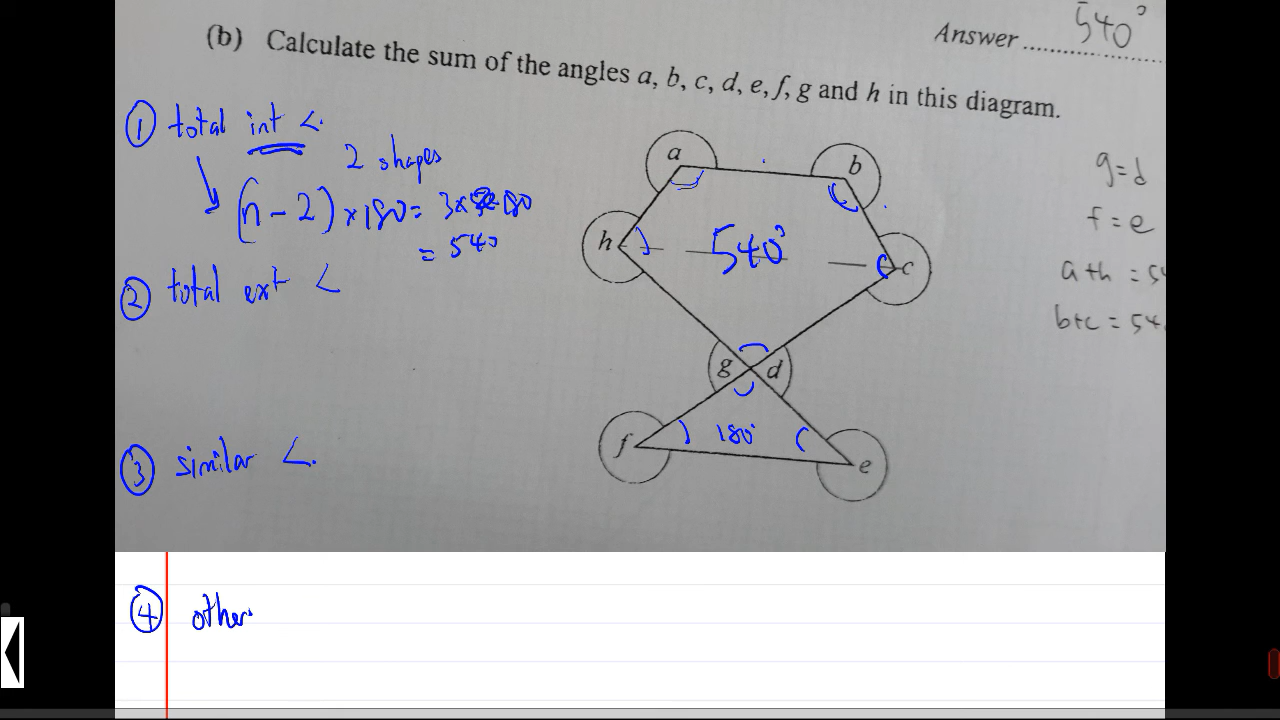 Answer .............. 540°
(b) Calculate the sum of the angles a, b, c, d, e, f, g and h in this diagram.
① total int ∠.
2 shapes
(n - 2) × 180 = 3 × 180
= 540
② total ext ∠
③ similar ∠.
④ other
a
b
h
540°
c
g
d
f
180°
e
g = d
f = e
a + h = 54
b + c = 54